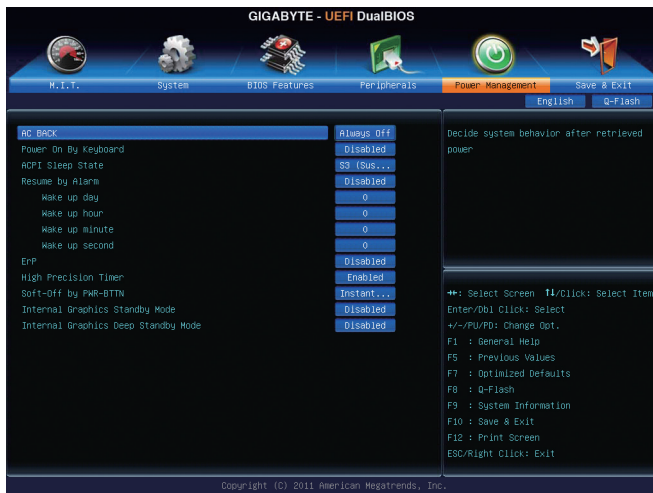 GIGABYTE - UEFI DualBIOS
M.I.T. System BIOS Features Peripherals Power Management Save & Exit
English Q-Flash
AC BACK Always Off
Power On By Keyboard Disabled
ACPI Sleep State S3 (Sus...
Resume by Alarm Disabled
Wake up day 0
Wake up hour 0
Wake up minute 0
Wake up second 0
ErP Disabled
High Precision Timer Enabled
Soft-Off by PWR-BTTN Instant...
Internal Graphics Standby Mode Disabled
Internal Graphics Deep Standby Mode Disabled
Decide system behavior after retrieved
power
→←: Select Screen ↑↓/Click: Select Item
Enter/Dbl Click: Select
+/-/PU/PD: Change Opt.
F1 : General Help
F5 : Previous Values
F7 : Optimized Defaults
F8 : Q-Flash
F9 : System Information
F10 : Save & Exit
F12 : Print Screen
ESC/Right Click: Exit
Copyright (C) 2011 American Megatrends, Inc.